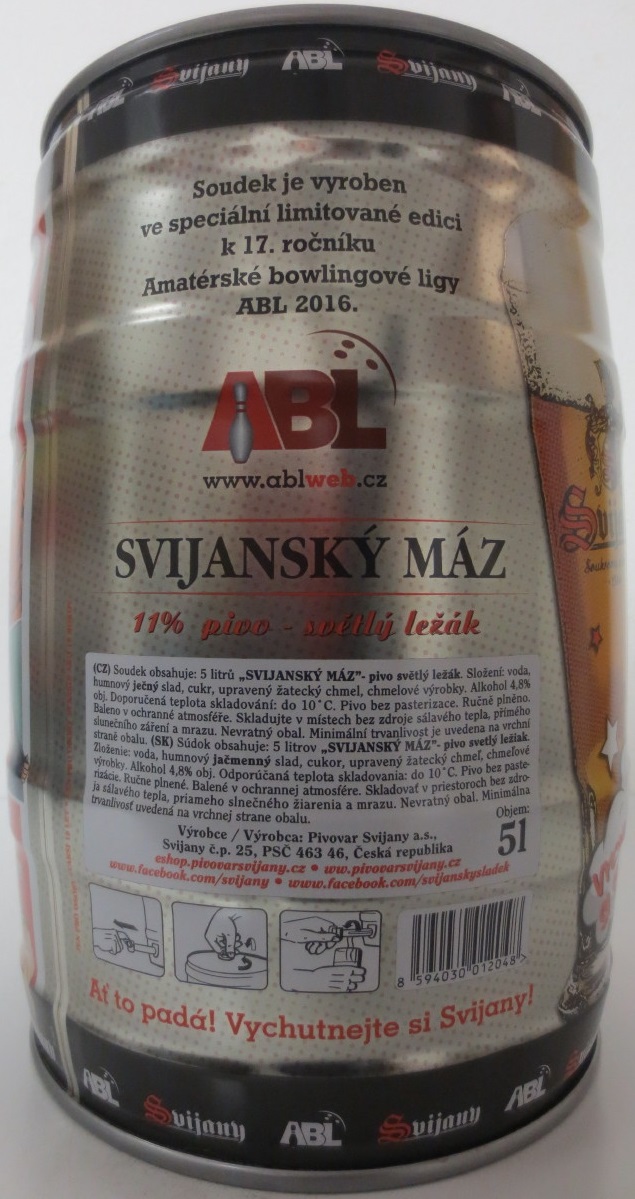 Svijany ABL Svijany ABL
Soudek je vyroben
ve speciální limitované edici
k 17. ročníku
Amatérské bowlingové ligy
ABL 2016.
ABL
www.ablweb.cz
SVIJANSKÝ MÁZ
11% pivo - světlý ležák
(CZ) Soudek obsahuje: 5 litrů „SVIJANSKÝ MÁZ"- pivo světlý ležák. Složení: voda,
humnový ječný slad, cukr, upravený žatecký chmel, chmelové výrobky. Alkohol 4,8%
obj. Doporučená teplota skladování: do 10˚C. Pivo bez pasterizace. Ručně plněno.
Baleno v ochranné atmosféře. Skladujte v místech bez zdroje sálavého tepla, přímého
slunečního záření a mrazu. Nevratný obal. Minimální trvanlivost je uvedena na vrchní
straně obalu. (SK) Súdok obsahuje: 5 litrov „SVIJANSKÝ MÁZ"- pivo svetlý ležiak.
Zloženie: voda, humnový jačmenný slad, cukor, upravený žatecký chmeľ, chmeľové
výrobky. Alkohol 4,8% obj. Odporúčaná teplota skladovania: do 10˚C. Pivo bez paste-
rizácie. Ručne plnené. Balené v ochrannej atmosfére. Skladovať v priestoroch bez zdro-
ja sálavého tepla, priameho slnečného žiarenia a mrazu. Nevratný obal. Minimálna
trvanlivosť uvedená na vrchnej strane obalu.
Objem:
5l
Výrobce / Výrobca: Pivovar Svijany a.s.,
Svijany č.p. 25, PSČ 463 46, Česká republika
eshop.pivovarsvijany.cz • www.pivovarsvijany.cz
www.facebook.com/svijany • www.facebook.com/svijanskysladek
8 594030 012048 >
Ať to padá! Vychutnejte si Svijany!
ABL Svijany ABL Svijany ABL